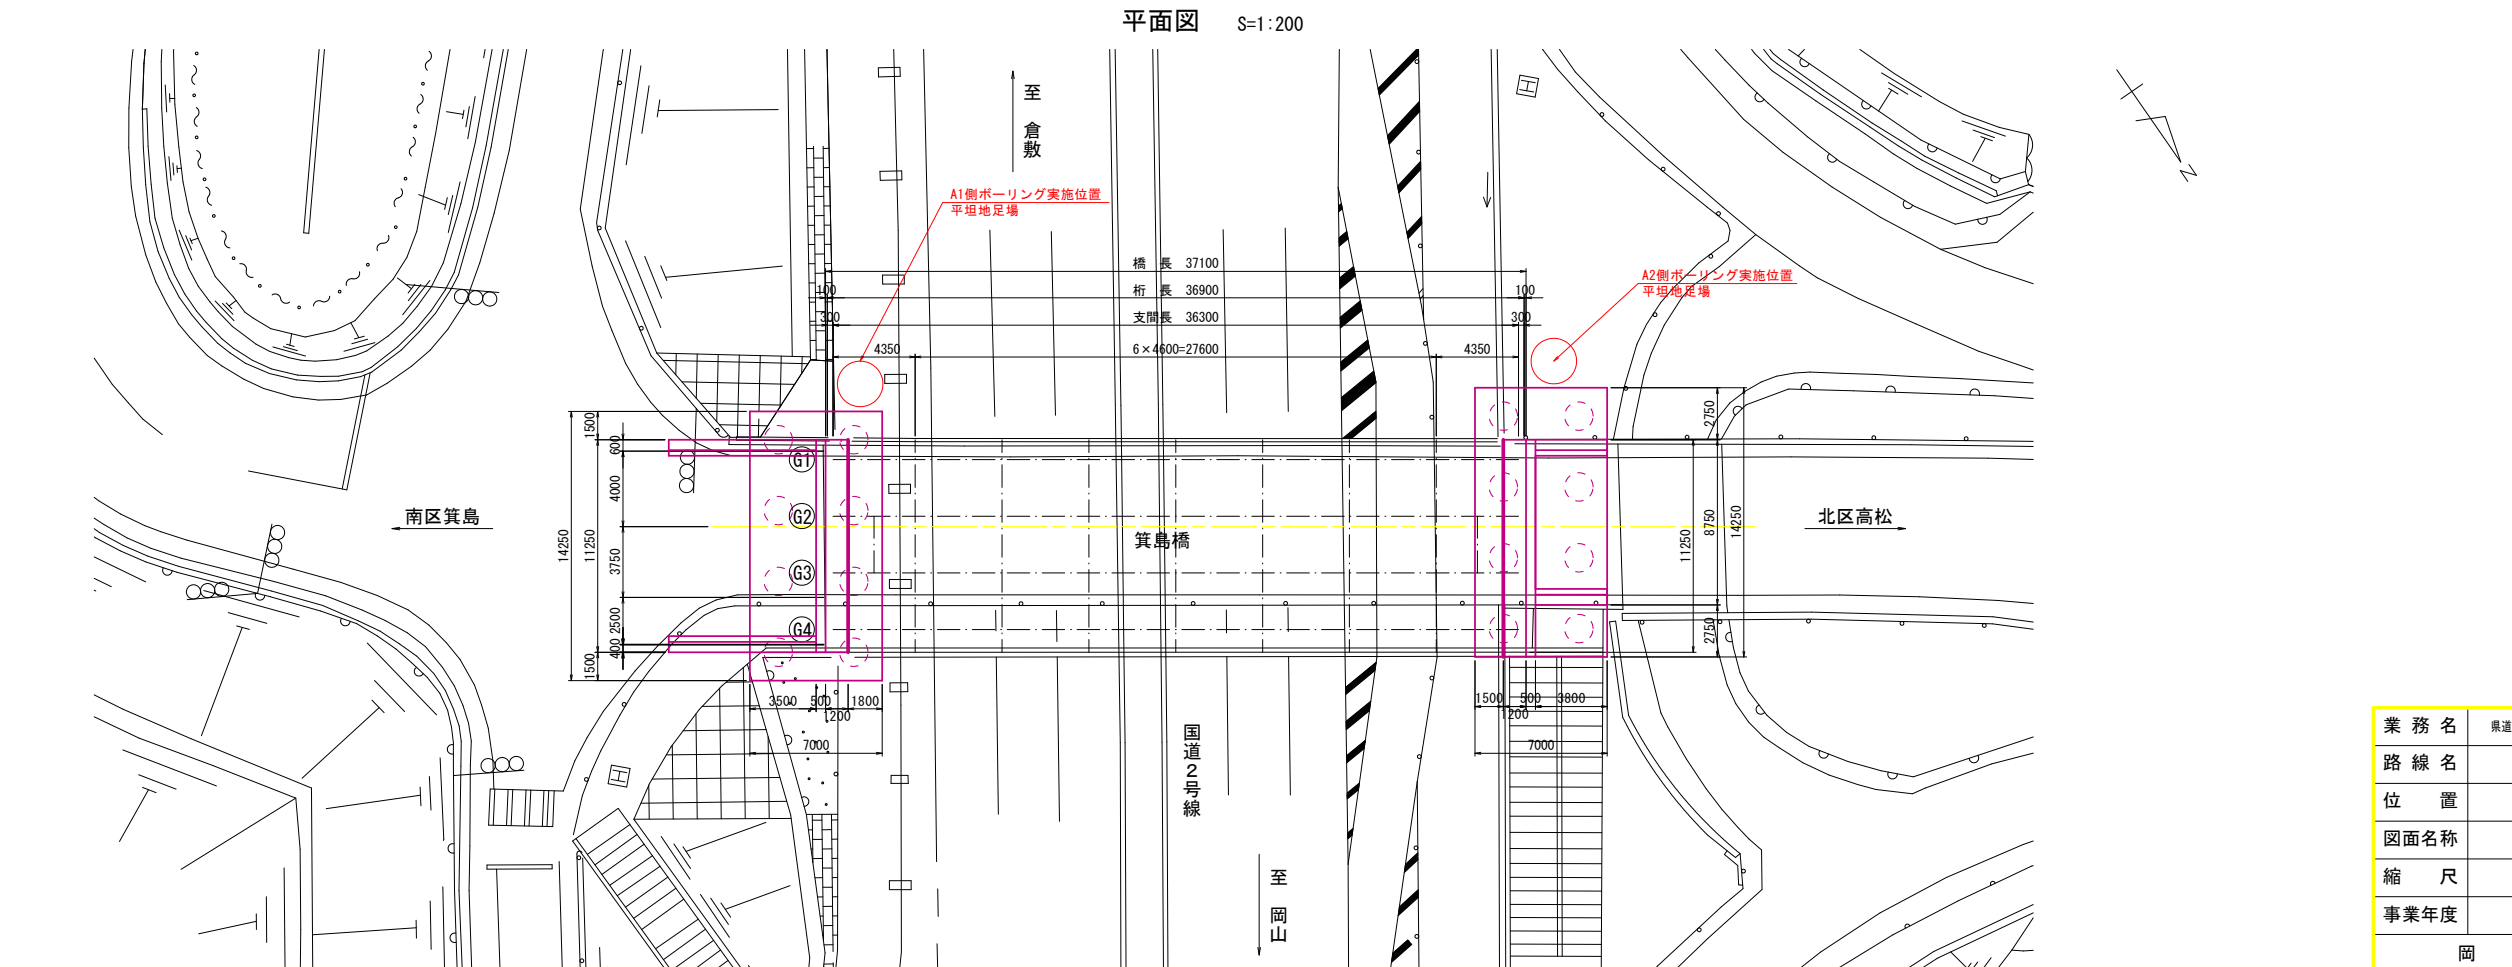 平面図 S=1:200
至 倉敷
A1側ボーリング実施位置
平坦地足場
A2側ボーリング実施位置
平坦地足場
橋 長 37100
100 桁 長 36900 100
300 支間長 36300 300
4350 6×4600=27600 4350
14250
1500
11250
1500
600
4000
3750
2500
400
G1
G2
G3
G4
南区箕島
箕島橋
北区高松
2750
8750
2750
11250
14250
3500 500 1800
1200
7000
1500 500 3800
1200
7000
国道2号線
至 岡山
業務名 県道
路線名
位 置
図面名称
縮 尺
事業年度
岡